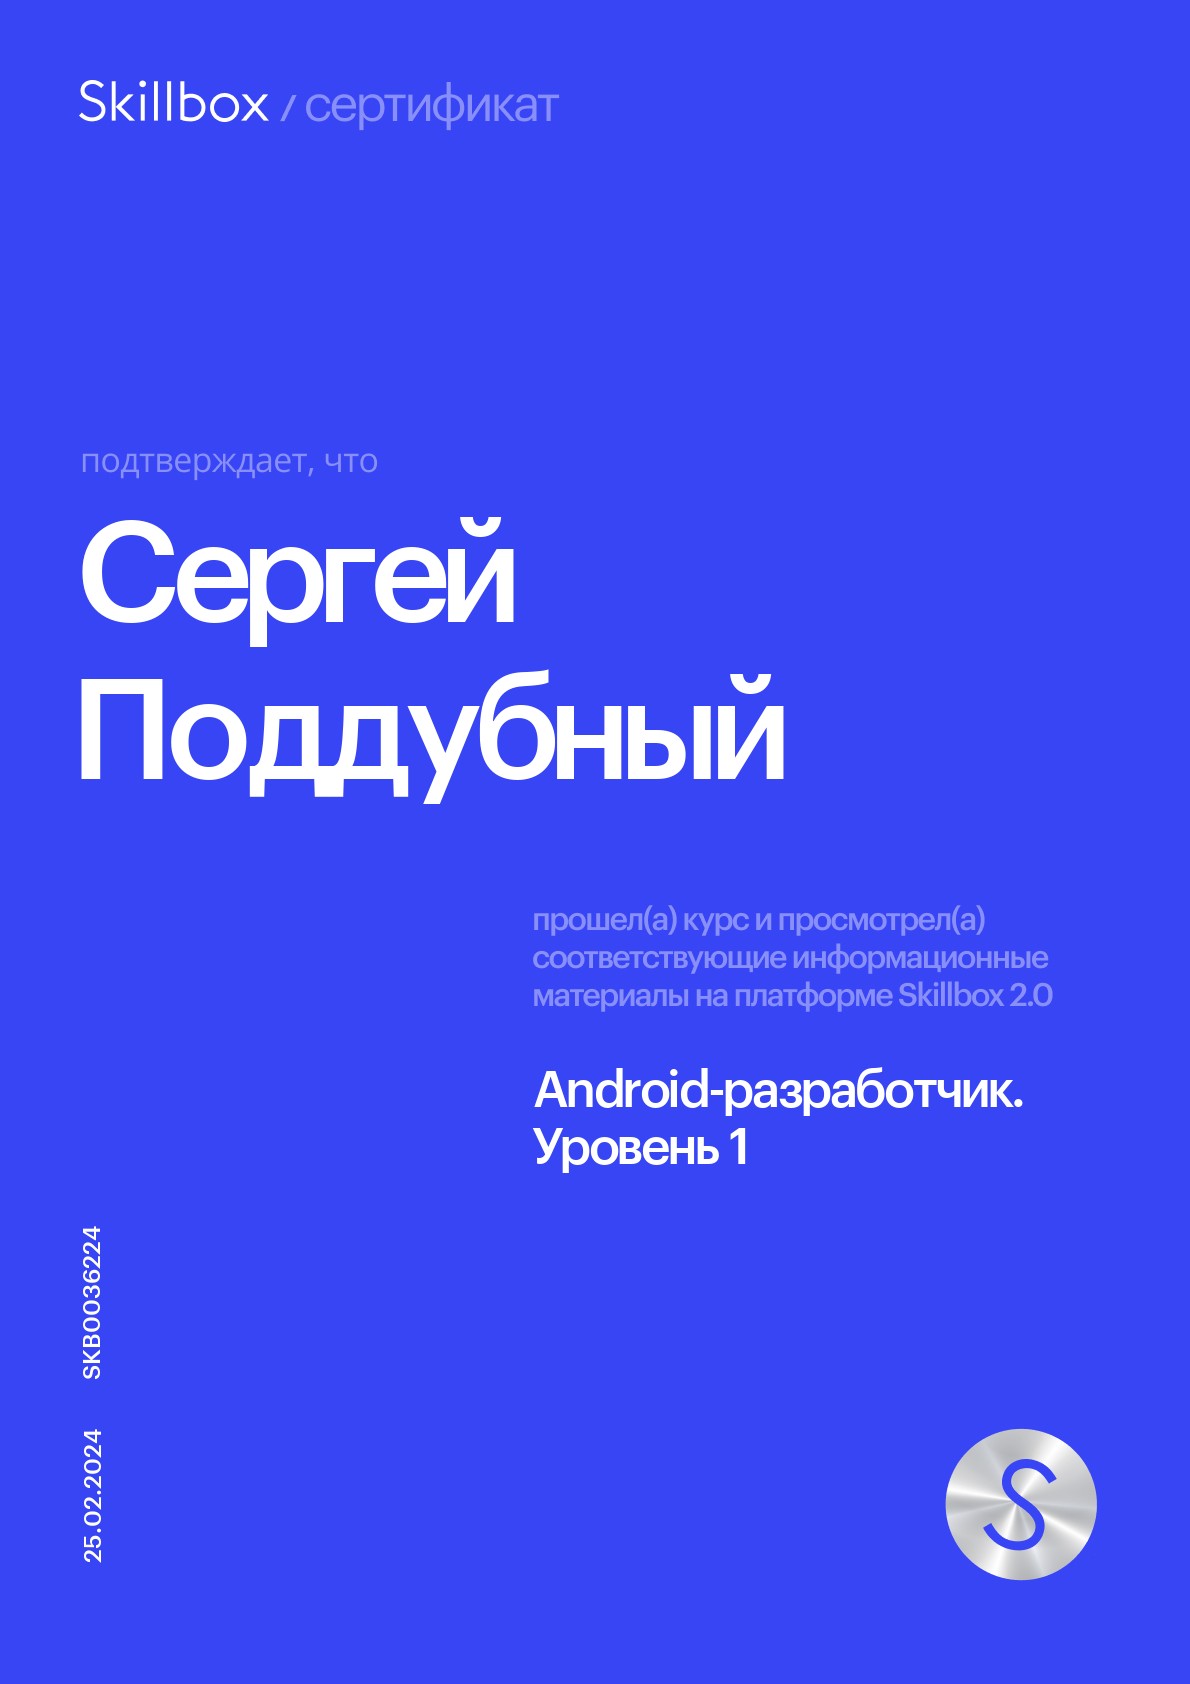 Skillbox / сертификат
подтверждает, что
Сергей
Поддубный
прошел(а) курс и просмотрел(а)
соответствующие информационные
материалы на платформе Skillbox 2.0
Android-разработчик.
Уровень 1
SKB0036224
25.02.2024
S